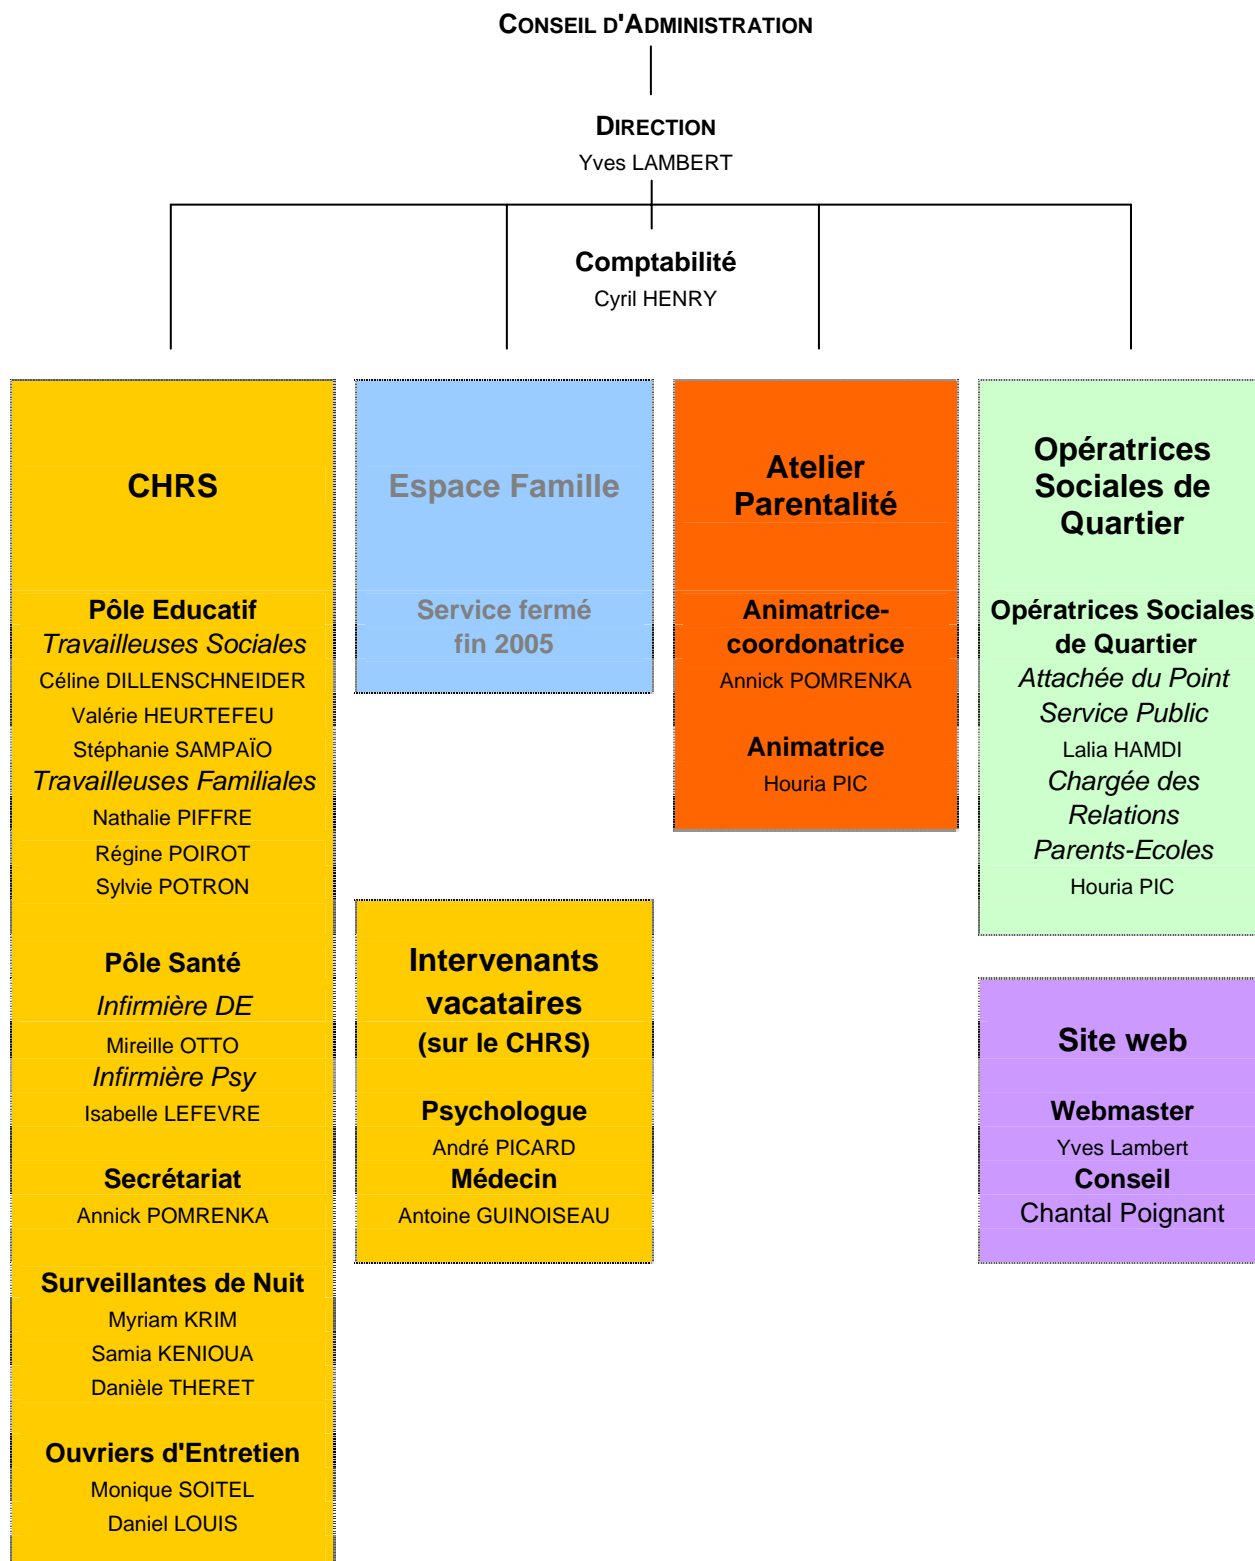 CONSEIL D'ADMINISTRATION
DIRECTION
Yves LAMBERT
Comptabilité
Cyril HENRY
CHRS
Pôle Educatif
Travailleuses Sociales
Céline DILLENSCHNEIDER
Valérie HEURTEFEU
Stéphanie SAMPAÏO
Travailleuses Familiales
Nathalie PIFFRE
Régine POIROT
Sylvie POTRON
Pôle Santé
Infirmière DE
Mireille OTTO
Infirmière Psy
Isabelle LEFEVRE
Secrétariat
Annick POMRENKA
Surveillantes de Nuit
Myriam KRIM
Samia KENIOUA
Danièle THERET
Ouvriers d'Entretien
Monique SOITEL
Daniel LOUIS
Espace Famille
Service fermé
fin 2005
Intervenants
vacataires
(sur le CHRS)
Psychologue
André PICARD
Médecin
Antoine GUINOISEAU
Atelier
Parentalité
Animatrice-
coordonatrice
Annick POMRENKA
Animatrice
Houria PIC
Opératrices
Sociales de
Quartier
Opératrices Sociales
de Quartier
Attachée du Point
Service Public
Lalia HAMDI
Chargée des
Relations
Parents-Ecoles
Houria PIC
Site web
Webmaster
Yves Lambert
Conseil
Chantal Poignant